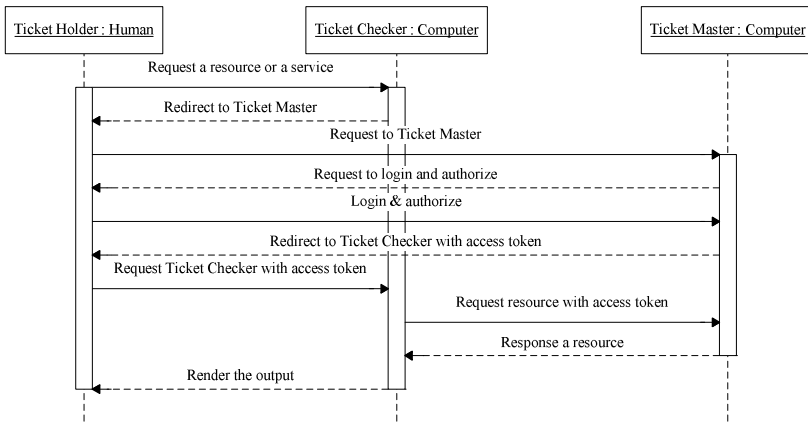 Ticket Holder : Human
Ticket Checker : Computer
Ticket Master : Computer
Request a resource or a service
Redirect to Ticket Master
Request to Ticket Master
Request to login and authorize
Login & authorize
Redirect to Ticket Checker with access token
Request Ticket Checker with access token
Request resource with access token
Response a resource
Render the output